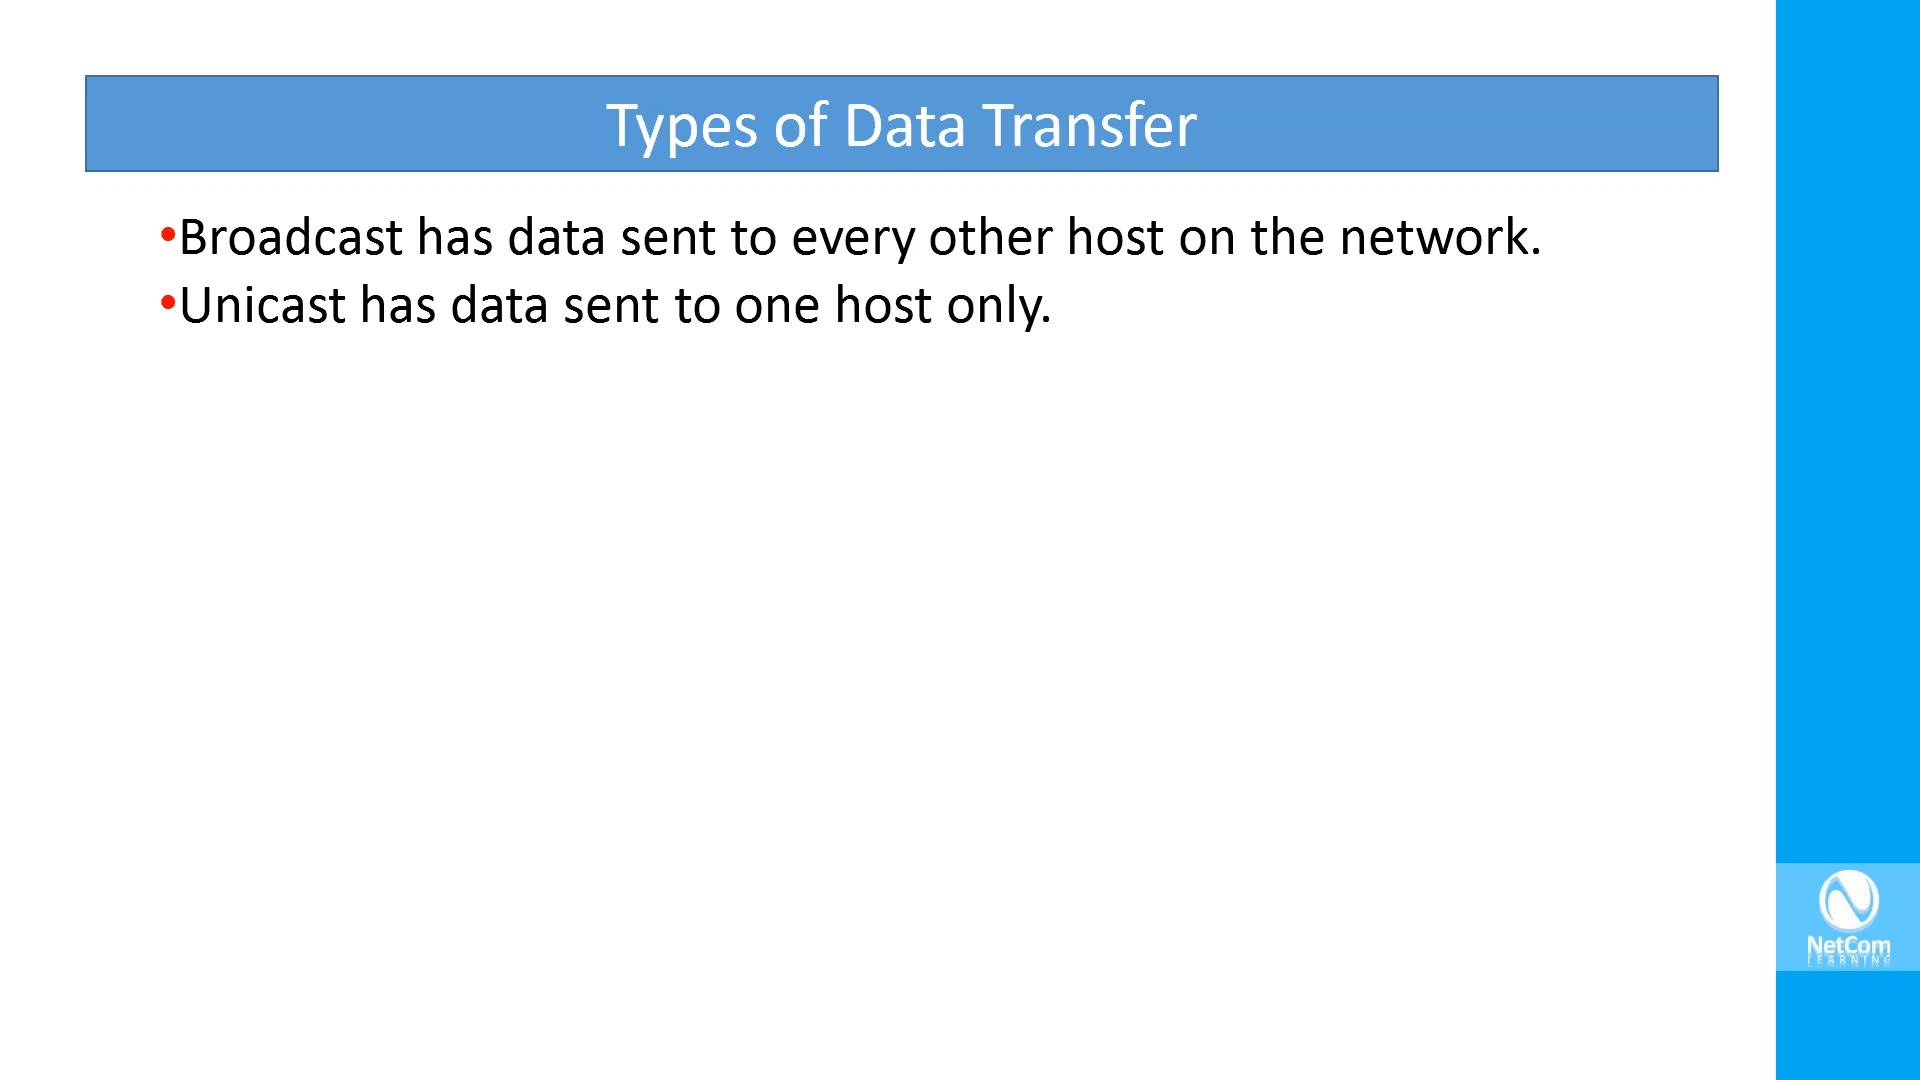 Types of Data Transfer
•Broadcast has data sent to every other host on the network.
•Unicast has data sent to one host only.
NetCom
LEARNING